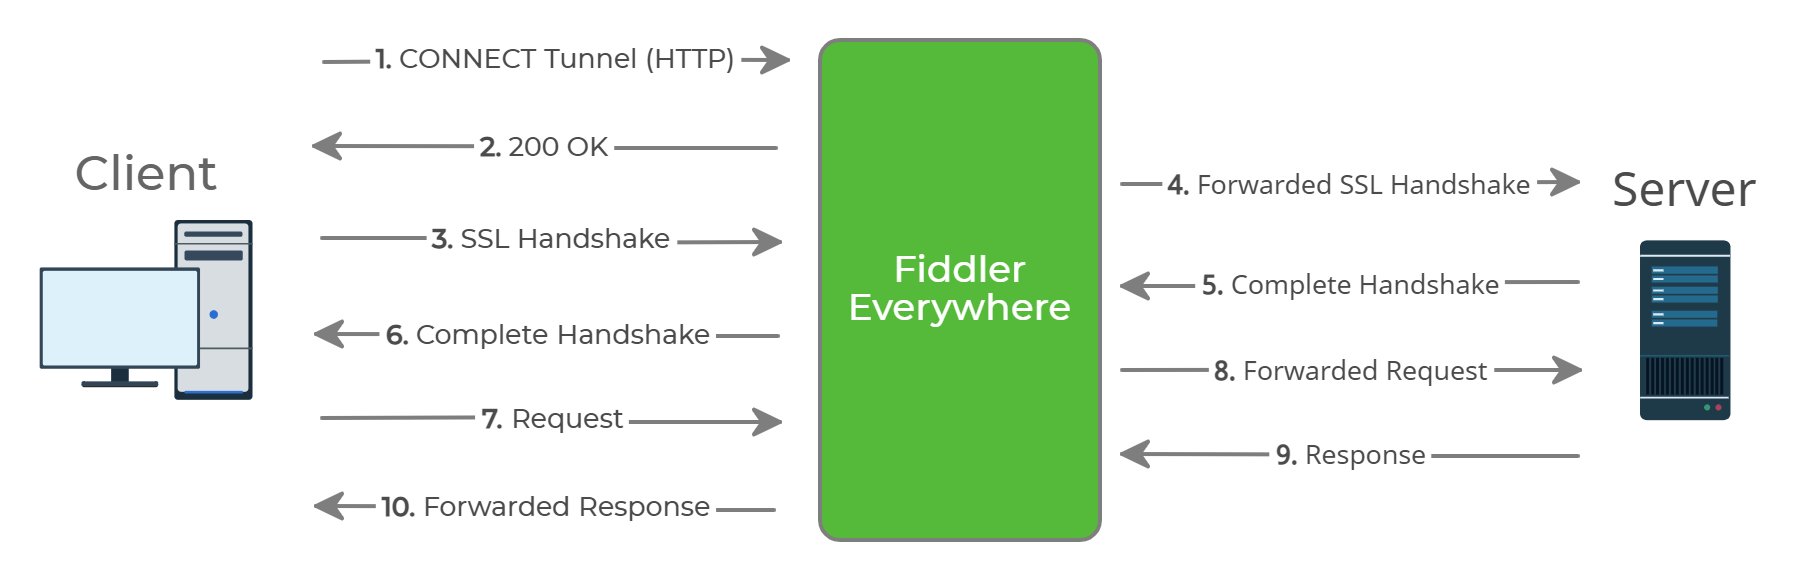 Client
1. CONNECT Tunnel (HTTP)
2. 200 OK
3. SSL Handshake
6. Complete Handshake
7. Request
10. Forwarded Response
Fiddler
Everywhere
4. Forwarded SSL Handshake
5. Complete Handshake
8. Forwarded Request
9. Response
Server